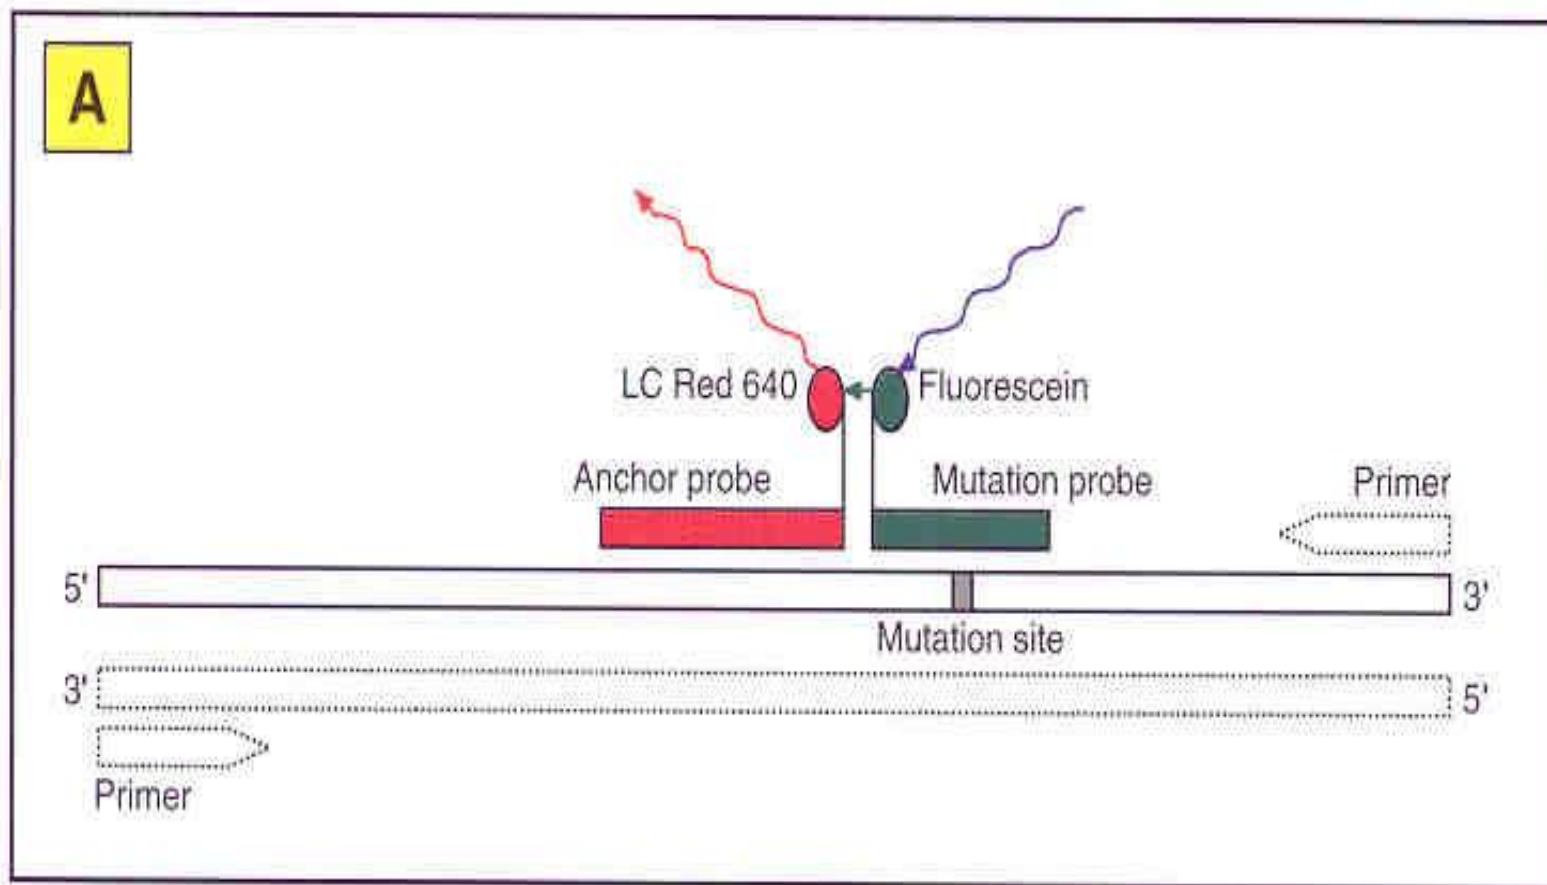 A
LC Red 640
Fluorescein
Anchor probe
Mutation probe
Primer
5'
3'
Mutation site
3'
5'
Primer